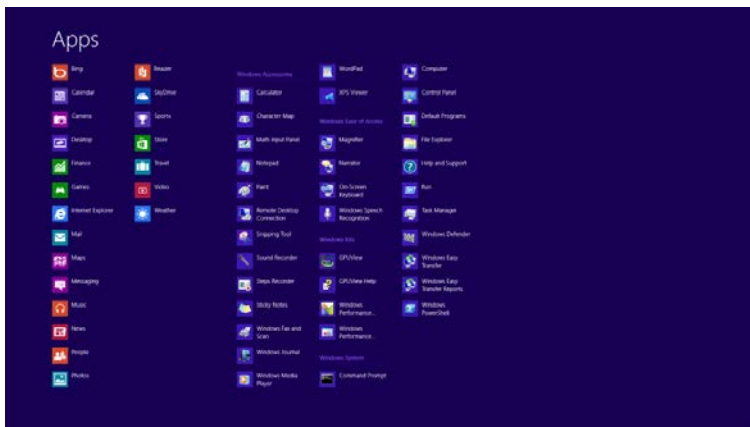 Apps
Bing
Calendar
Camera
Desktop
Finance
Games
Internet Explorer
Mail
Maps
Messaging
Music
News
People
Photos
Reader
SkyDrive
Sports
Store
Travel
Video
Weather
Windows Accessories
Calculator
Character Map
Math Input Panel
Notepad
Paint
Remote Desktop
Connection
Snipping Tool
Sound Recorder
Steps Recorder
Sticky Notes
Windows Fax and
Scan
Windows Journal
Windows Media
Player
WordPad
XPS Viewer
Windows Ease of Access
Magnifier
Narrator
On-Screen
Keyboard
Windows Speech
Recognition
Windows Kits
GPUView
GPUView Help
Windows
Performance...
Windows
Performance...
Windows System
Command Prompt
Computer
Control Panel
Default Programs
File Explorer
Help and Support
Run
Task Manager
Windows Defender
Windows Easy
Transfer
Windows Easy
Transfer Reports
Windows
PowerShell